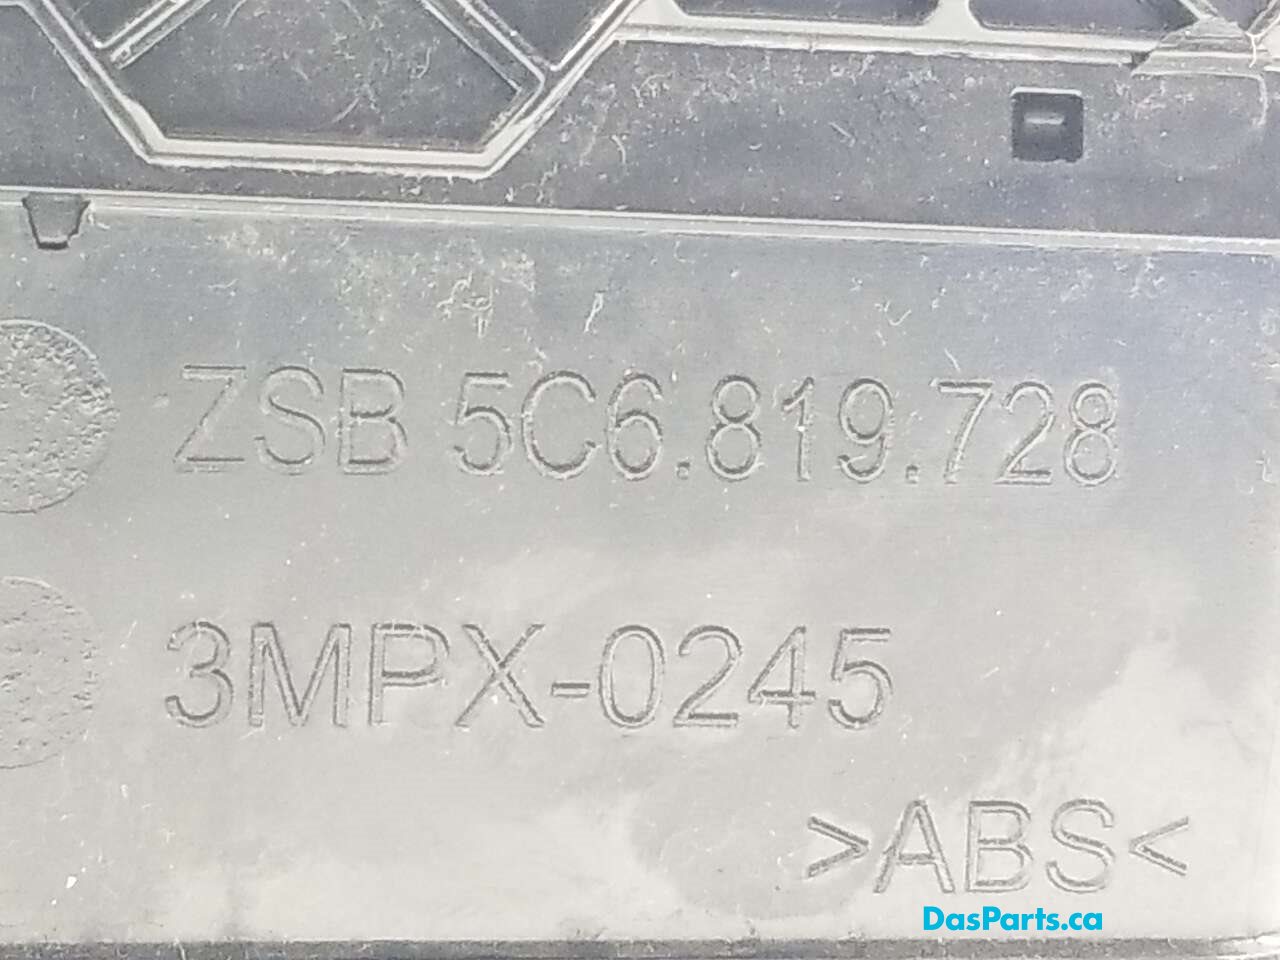 ZSB 5C6.819.728
3MPX-0245
>ABS<
DasParts.ca